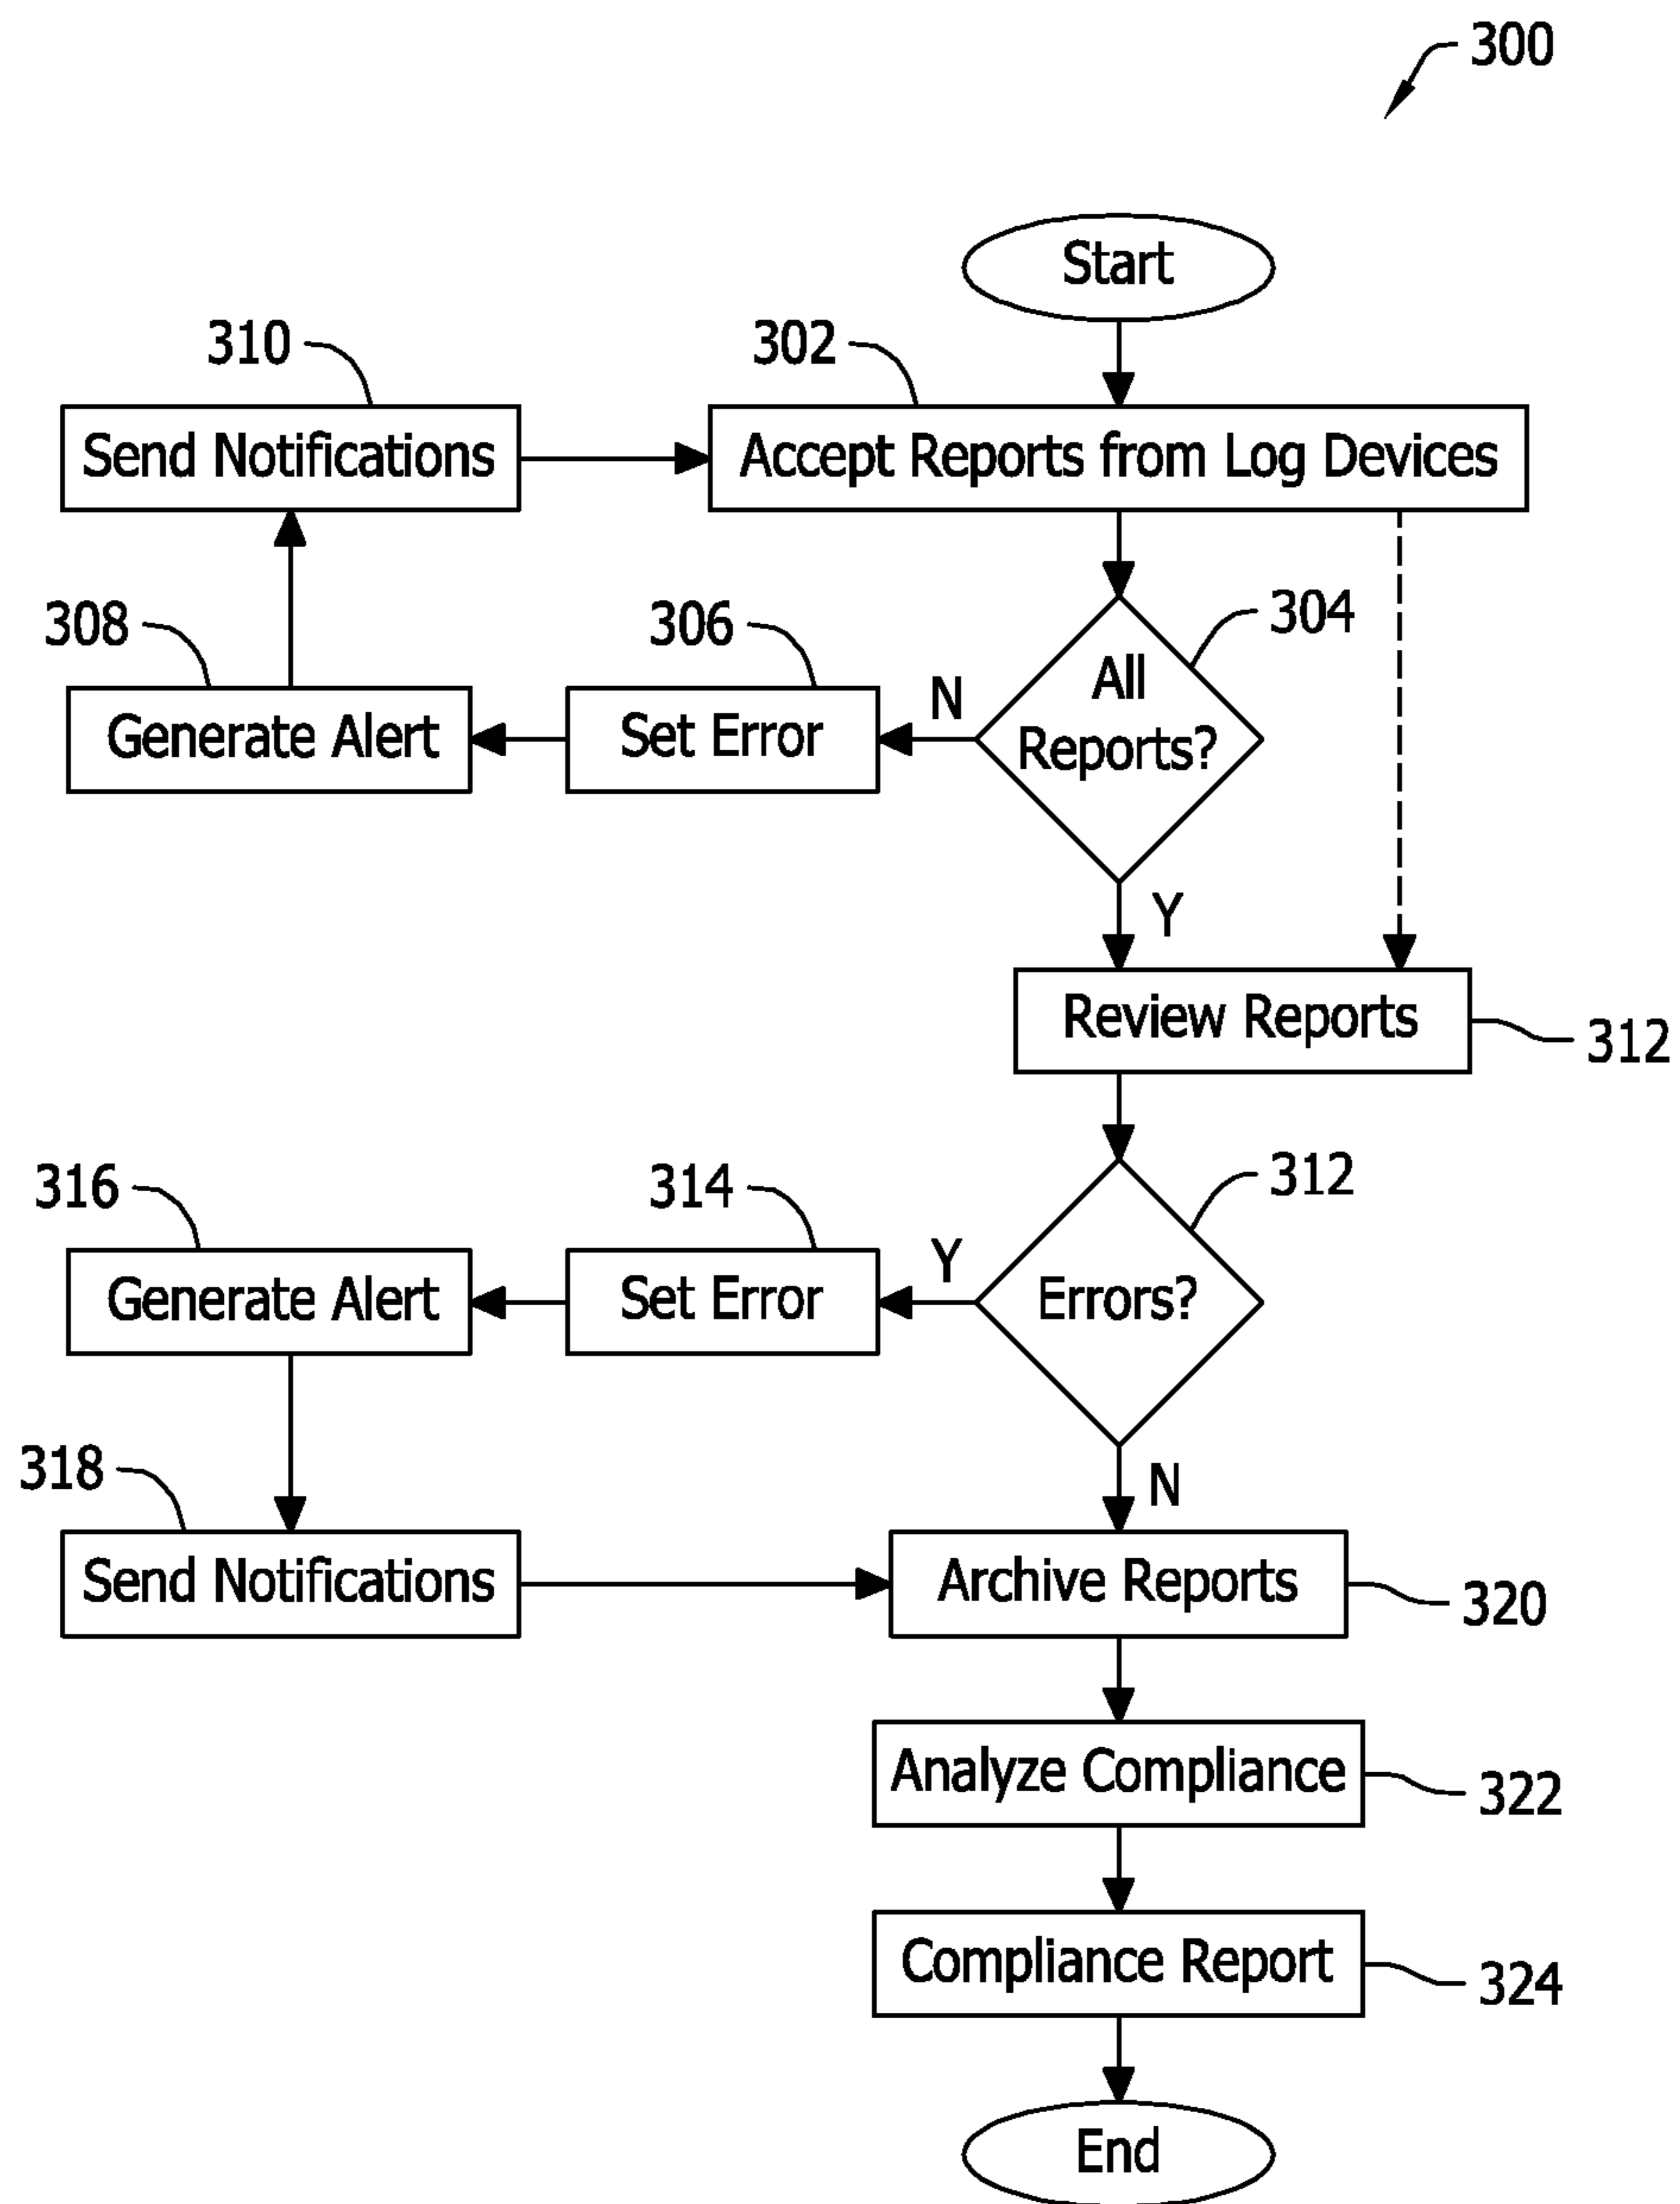 300
Start
310
302
Send Notifications
Accept Reports from Log Devices
308
306
304
Generate Alert
Set Error
N
All
Reports?
Y
Review Reports
312
316
314
312
Generate Alert
Set Error
Y
Errors?
318
N
Send Notifications
Archive Reports
320
Analyze Compliance
322
Compliance Report
324
End